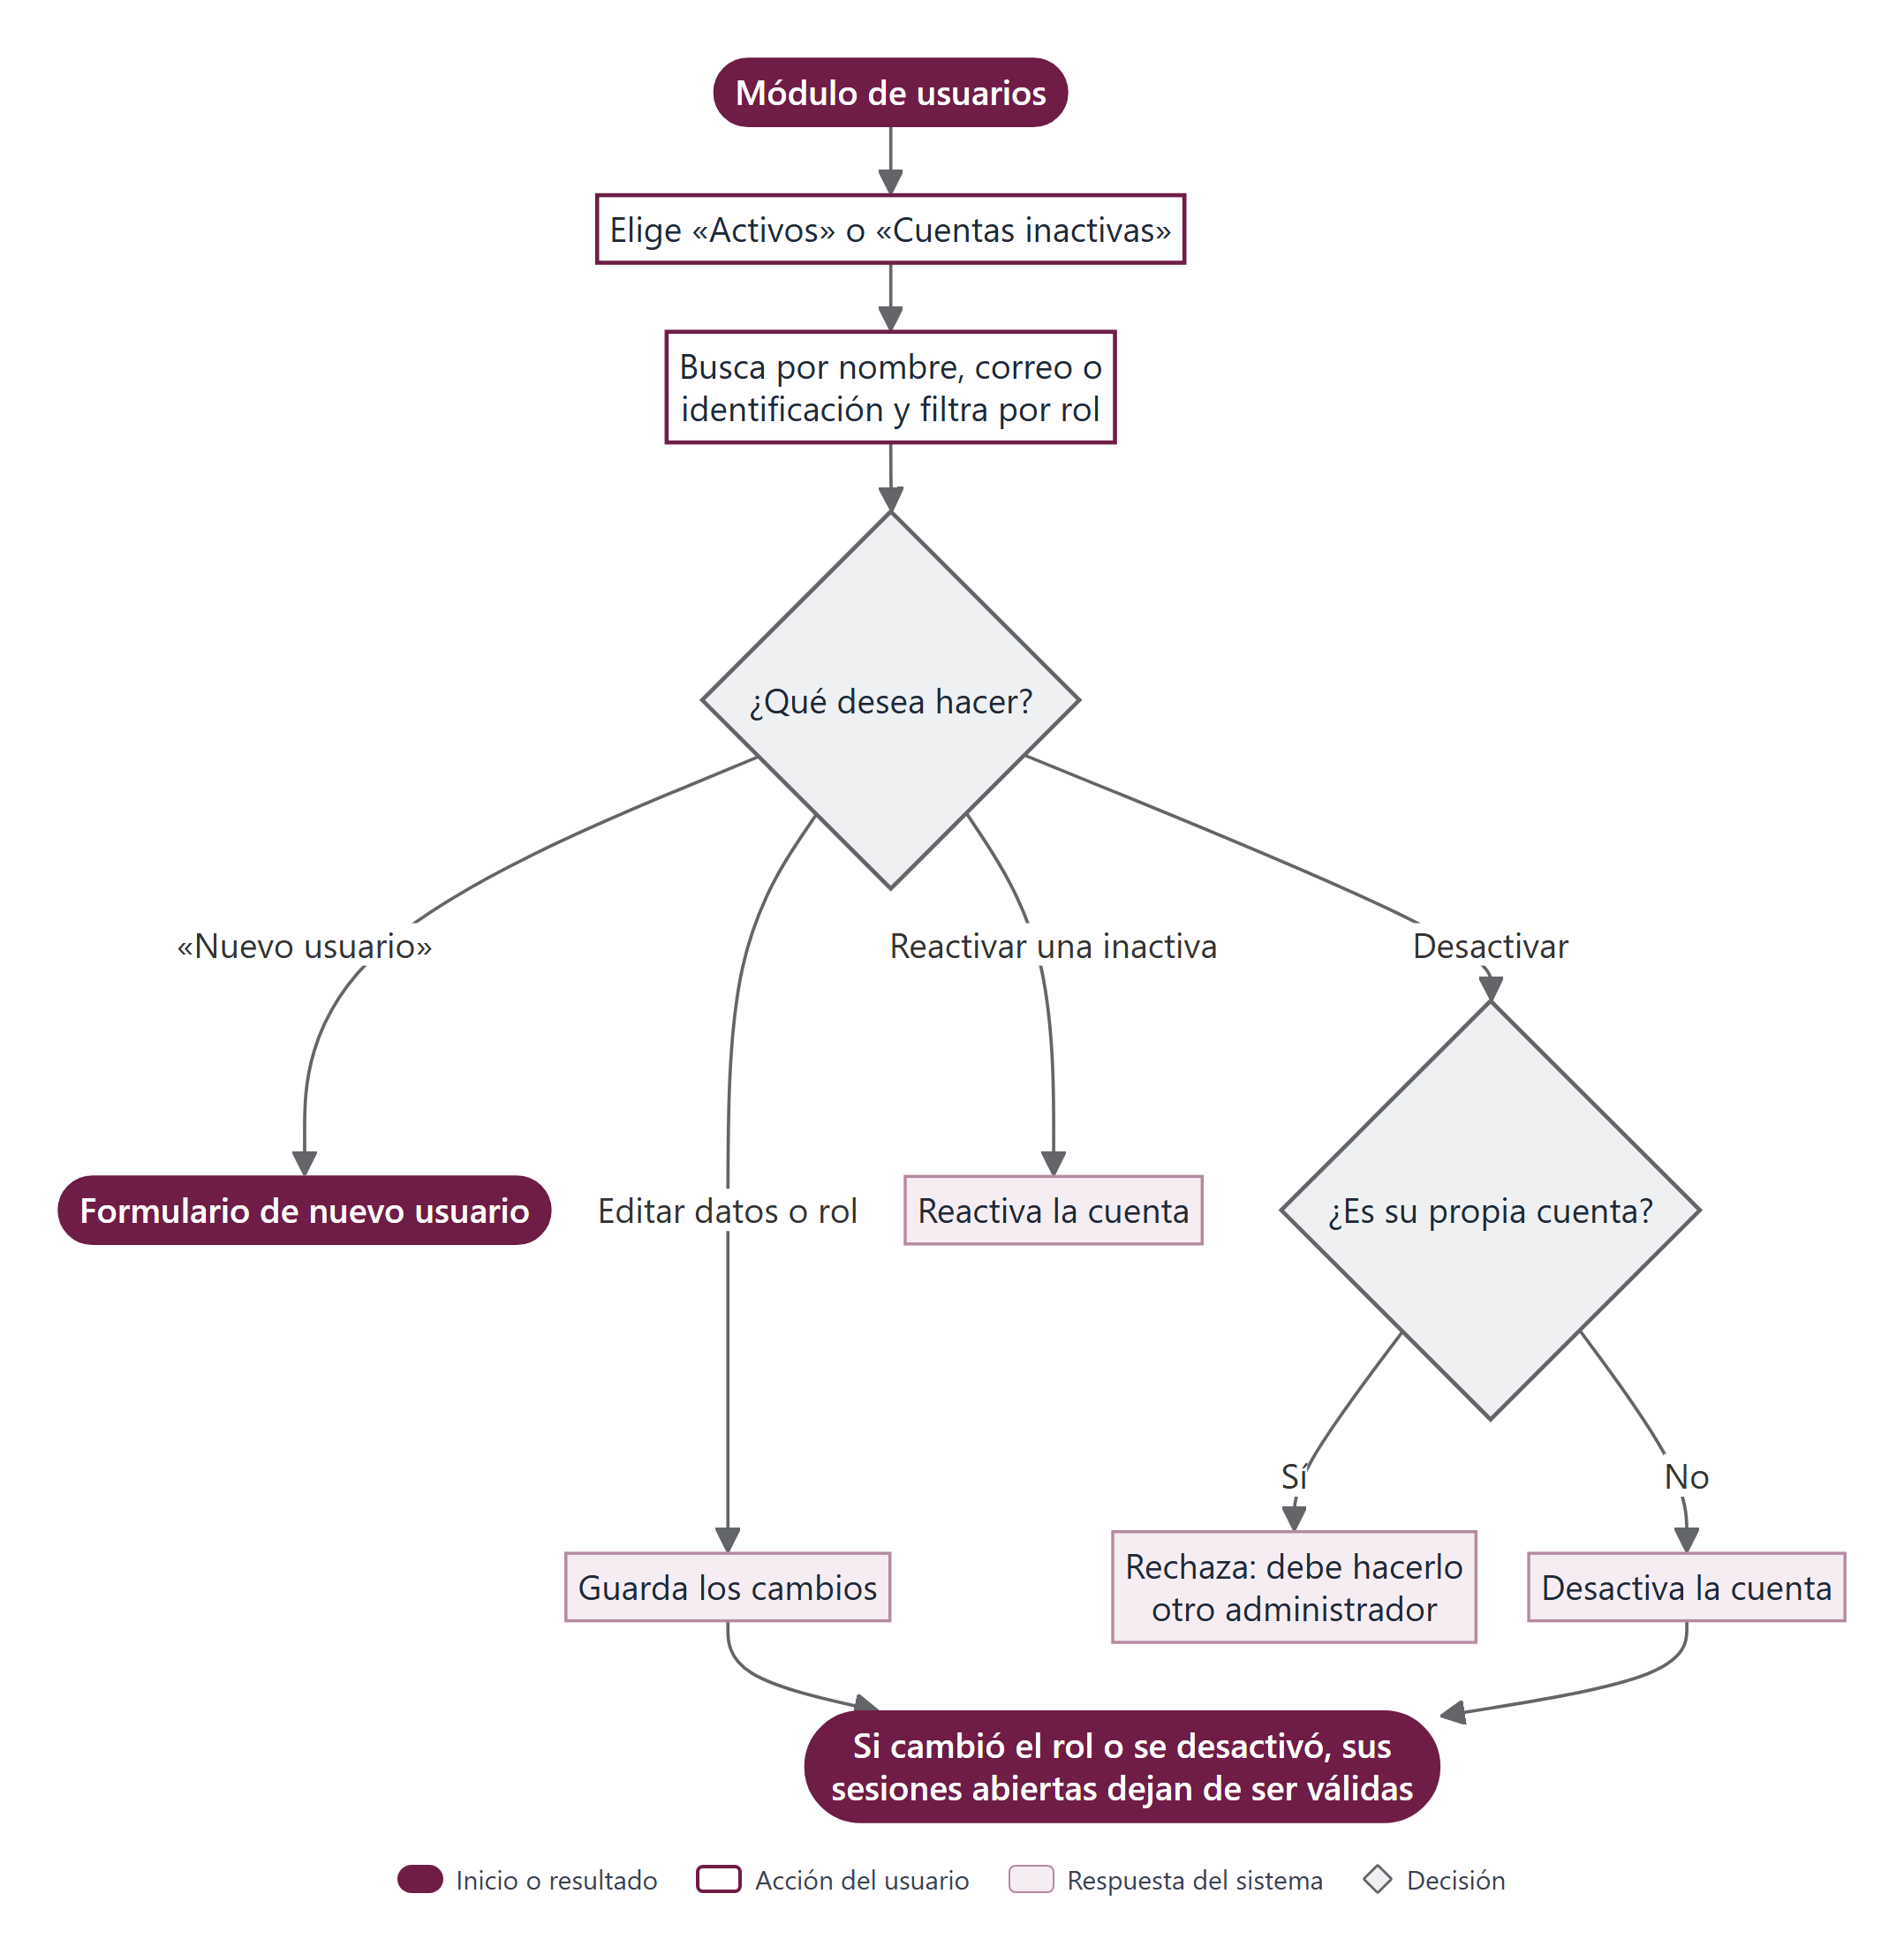 Módulo de usuarios
Elige «Activos» o «Cuentas inactivas»
Busca por nombre, correo o
identificación y filtra por rol
¿Qué desea hacer?
«Nuevo usuario»
Reactivar una inactiva
Desactivar
Formulario de nuevo usuario
Editar datos o rol
Reactiva la cuenta
¿Es su propia cuenta?
Sí
No
Guarda los cambios
Rechaza: debe hacerlo
otro administrador
Desactiva la cuenta
Si cambió el rol o se desactivó, sus
sesiones abiertas dejan de ser válidas
Inicio o resultado
Acción del usuario
Respuesta del sistema
Decisión